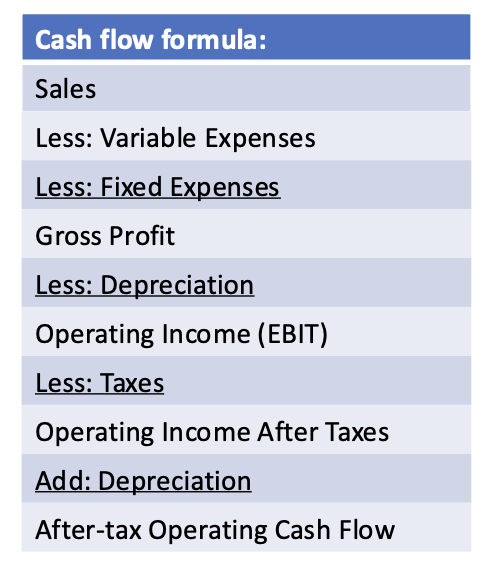 Cash flow formula:
Sales
Less: Variable Expenses
Less: Fixed Expenses
Gross Profit
Less: Depreciation
Operating Income (EBIT)
Less: Taxes
Operating Income After Taxes
Add: Depreciation
After-tax Operating Cash Flow